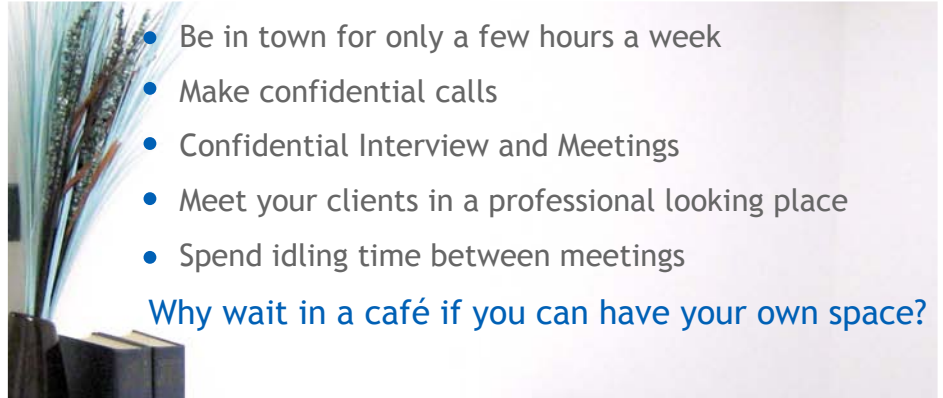 • Be in town for only a few hours a week
• Make confidential calls
• Confidential Interview and Meetings
• Meet your clients in a professional looking place
• Spend idling time between meetings
Why wait in a café if you can have your own space?